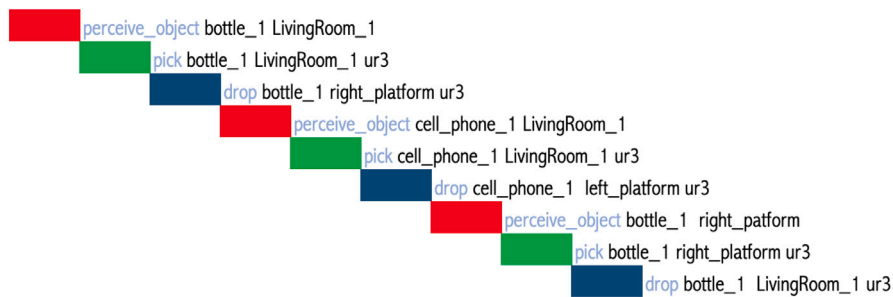 perceive_object bottle_1 LivingRoom_1
pick bottle_1 LivingRoom_1 ur3
drop bottle_1 right_platform ur3
perceive_object cell_phone_1 LivingRoom_1
pick cell_phone_1 LivingRoom_1 ur3
drop cell_phone_1 left_platform ur3
perceive_object bottle_1 right_patform
pick bottle_1 right_platform ur3
drop bottle_1 LivingRoom_1 ur3